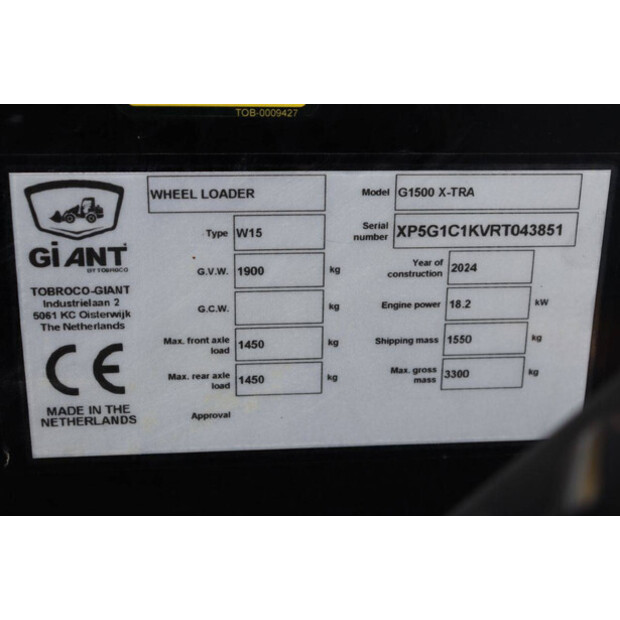 TOB-0009427
GiANT
BY TOBROCO
TOBROCO-GIANT
Industrielaan 2
5061 KC Oisterwijk
The Netherlands
CE
MADE IN THE
NETHERLANDS
WHEEL LOADER
Type W15
G.V.W. 1900 kg
G.C.W. kg
Max. front axle
load 1450 kg
Max. rear axle
load 1450 kg
Approval
Model G1500 X-TRA
Serial
number XP5G1C1KVRT043851
Year of
construction 2024
Engine power 18.2 kW
Shipping mass 1550 kg
Max. gross
mass 3300 kg